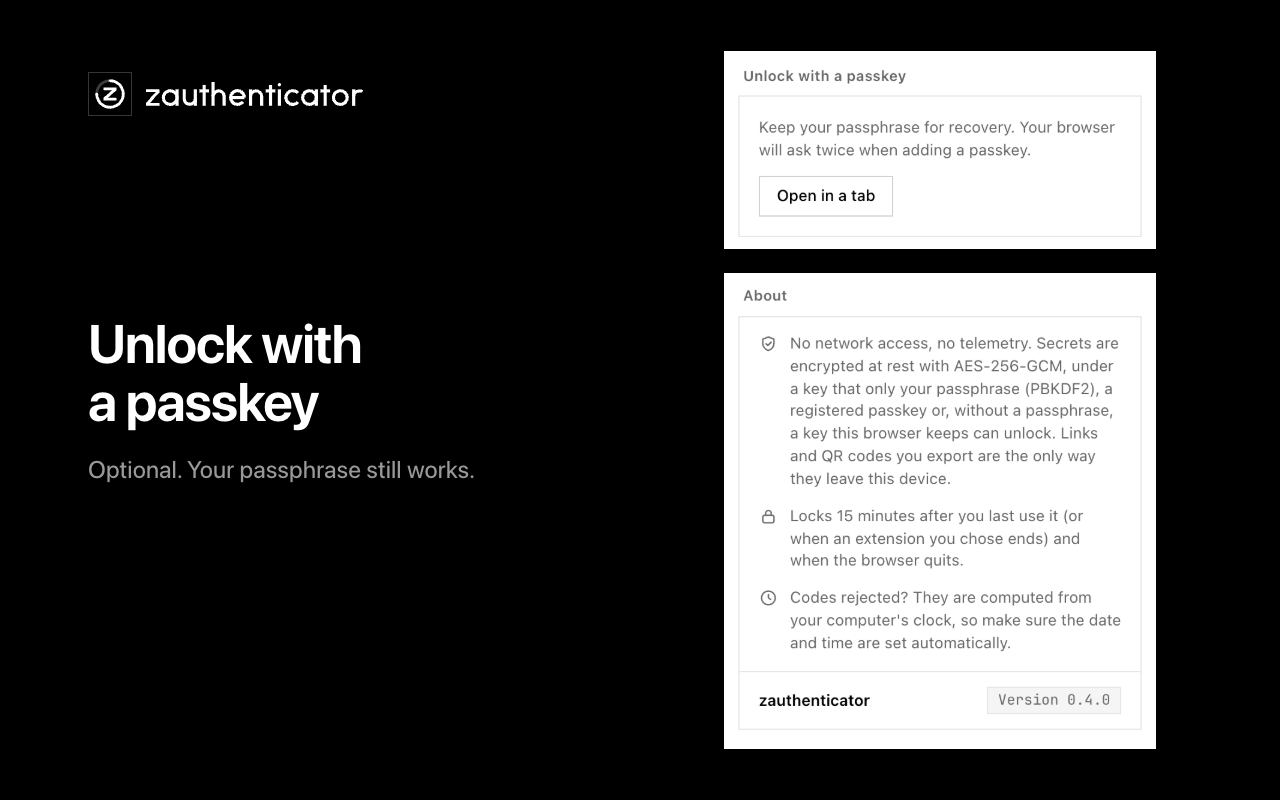 zauthenticator
Unlock with
a passkey
Optional. Your passphrase still works.
Unlock with a passkey
Keep your passphrase for recovery. Your browser
will ask twice when adding a passkey.
Open in a tab
About
No network access, no telemetry. Secrets are
encrypted at rest with AES-256-GCM, under
a key that only your passphrase (PBKDF2), a
registered passkey or, without a passphrase,
a key this browser keeps can unlock. Links
and QR codes you export are the only way
they leave this device.
Locks 15 minutes after you last use it (or
when an extension you chose ends) and
when the browser quits.
Codes rejected? They are computed from
your computer's clock, so make sure the date
and time are set automatically.
zauthenticator
Version 0.4.0